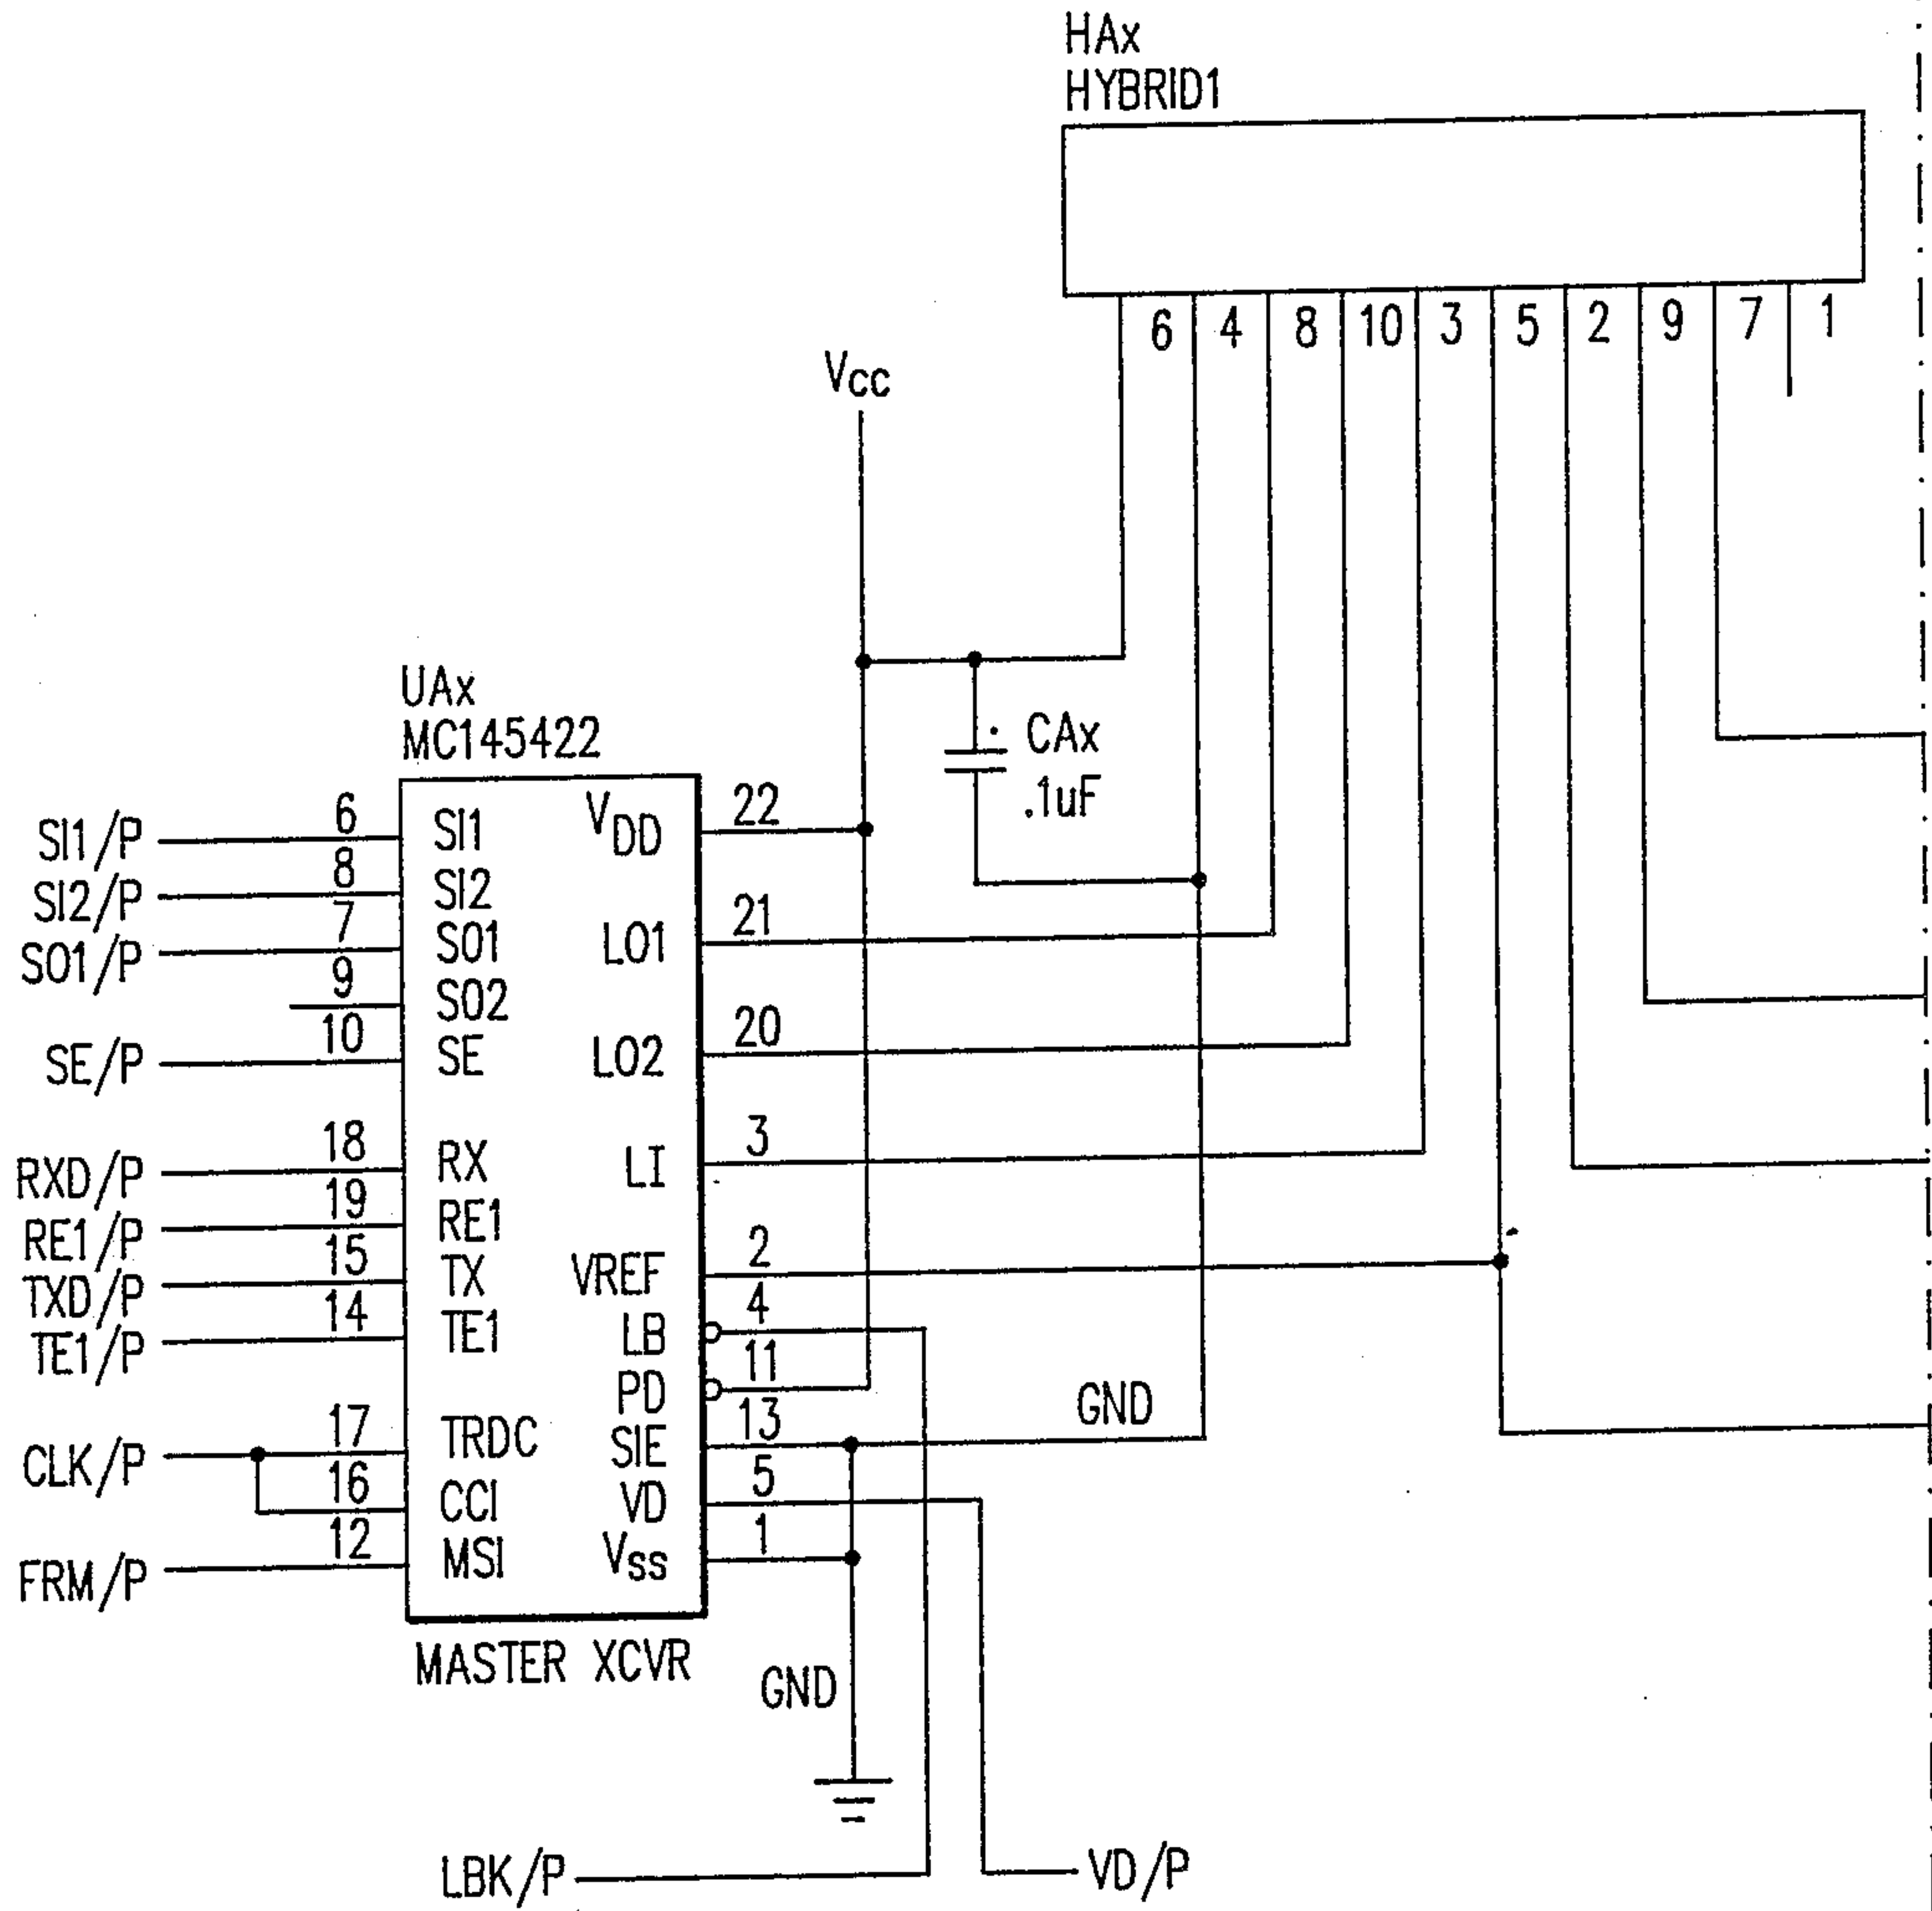 HAx
HYBRID1
6 4 8 10 3 5 2 9 7 1
Vcc
CAx
.1uF
UAx
MC145422
SI1/P 6 SI1
SI2/P 8 SI2
SO1/P 7 SO1
9 SO2
SE/P 10 SE
RXD/P 18 RX
RE1/P 19 RE1
TXD/P 15 TX
TE1/P 14 TE1
CLK/P 17 TRDC
16 CCI
FRM/P 12 MSI
VDD 22
LO1 21
LO2 20
LI 3
VREF 2
LB 4
PD 11
SIE 13
VD 5
Vss 1
GND
MASTER XCVR
GND
LBK/P
VD/P